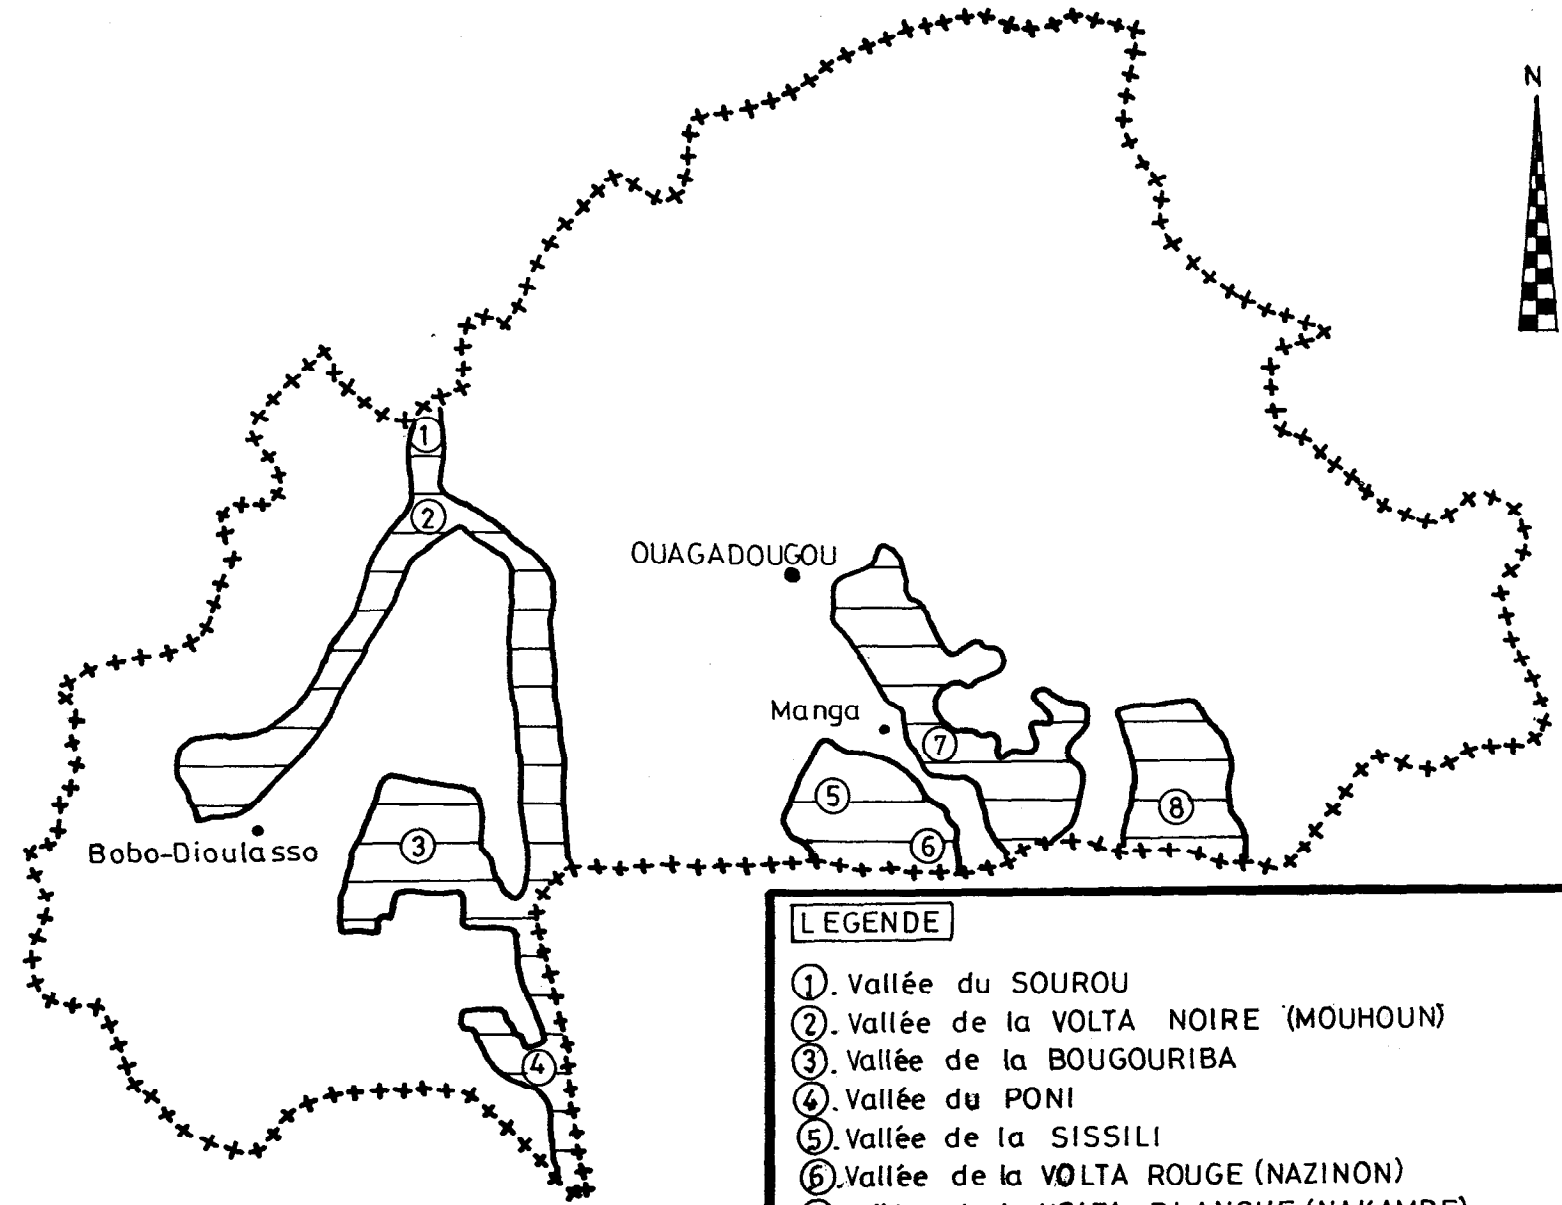 N
1
2
OUAGADOUGOU
Manga
7
5
8
Bobo-Dioulasso
3
6
LEGENDE
1. Vallée du SOUROU
2. Vallée de la VOLTA NOIRE (MOUHOUN)
3. Vallée de la BOUGOURIBA
4
4. Vallée du PONI
5. Vallée de la SISSILI
6. Vallée de la VOLTA ROUGE (NAZINON)